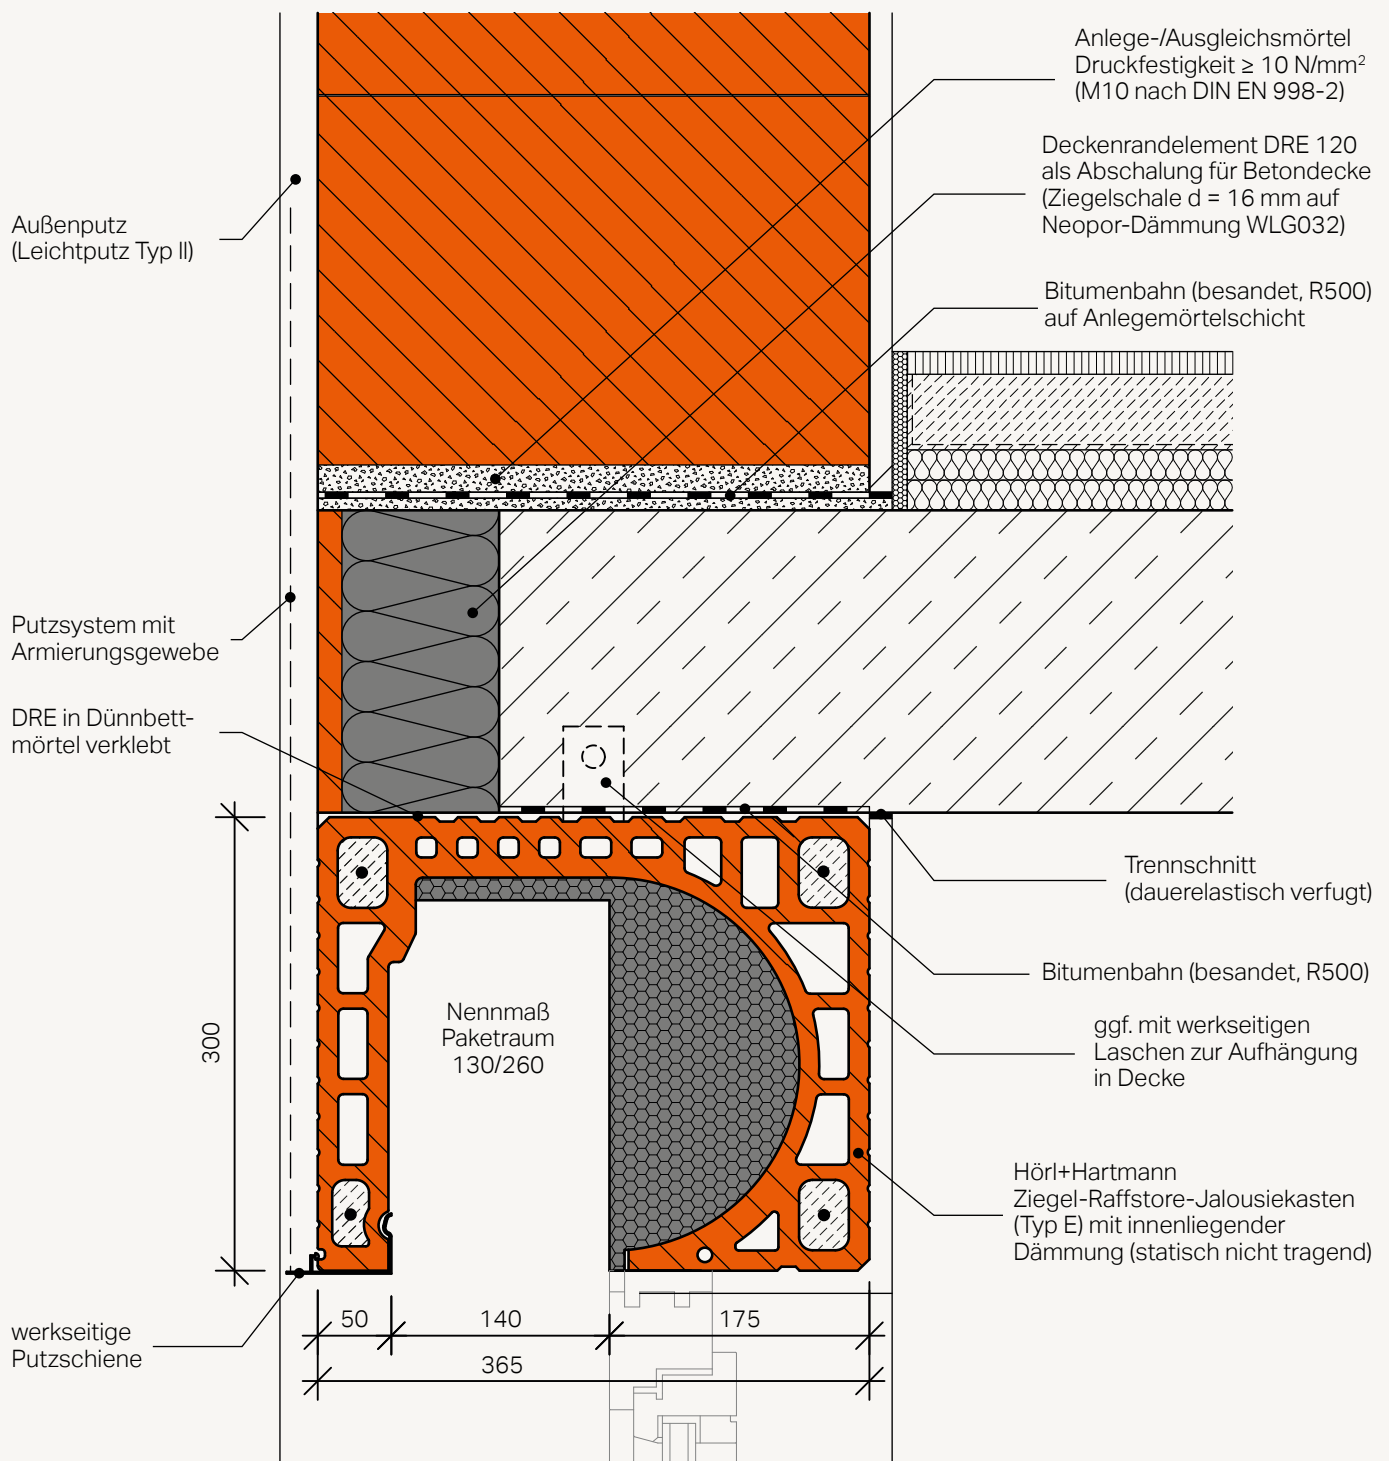 Anlege-/Ausgleichsmörtel
Druckfestigkeit ≥ 10 N/mm²
(M10 nach DIN EN 998-2)
Deckenrandelement DRE 120
als Abschalung für Betondecke
(Ziegelschale d = 16 mm auf
Neopor-Dämmung WLG032)
Außenputz
(Leichtputz Typ II)
Bitumenbahn (besandet, R500)
auf Anlegemörtelschicht
Putzsystem mit
Armierungsgewebe
DRE in Dünnbett-
mörtel verklebt
Trennschnitt
(dauerelastisch verfugt)
Bitumenbahn (besandet, R500)
ggf. mit werkseitigen
Laschen zur Aufhängung
in Decke
Nennmaß
Paketraum
130/260
300
Hörl+Hartmann
Ziegel-Raffstore-Jalousiekasten
(Typ E) mit innenliegender
Dämmung (statisch nicht tragend)
werkseitige
Putzschiene
50
140
175
365